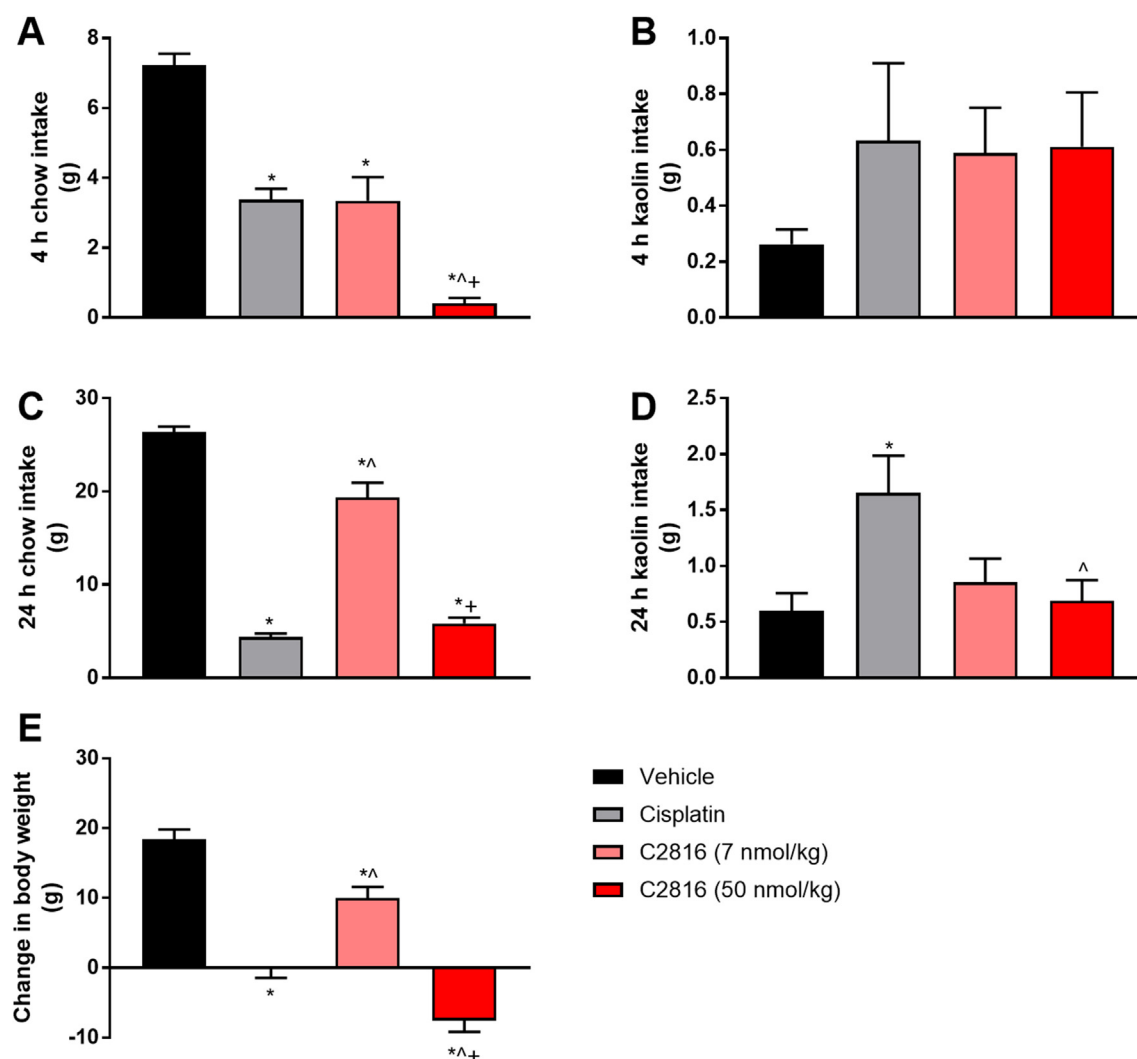 A
4 h chow intake
(g)
8
6
4
2
0
*
*
*^+
B
4 h kaolin intake
(g)
1.0
0.8
0.6
0.4
0.2
0.0
C
24 h chow intake
(g)
30
20
10
0
*
*^
*+
D
24 h kaolin intake
(g)
2.5
2.0
1.5
1.0
0.5
0.0
*
^
E
Change in body weight
(g)
30
20
10
0
-10
*
*^
*^+
Vehicle
Cisplatin
C2816 (7 nmol/kg)
C2816 (50 nmol/kg)